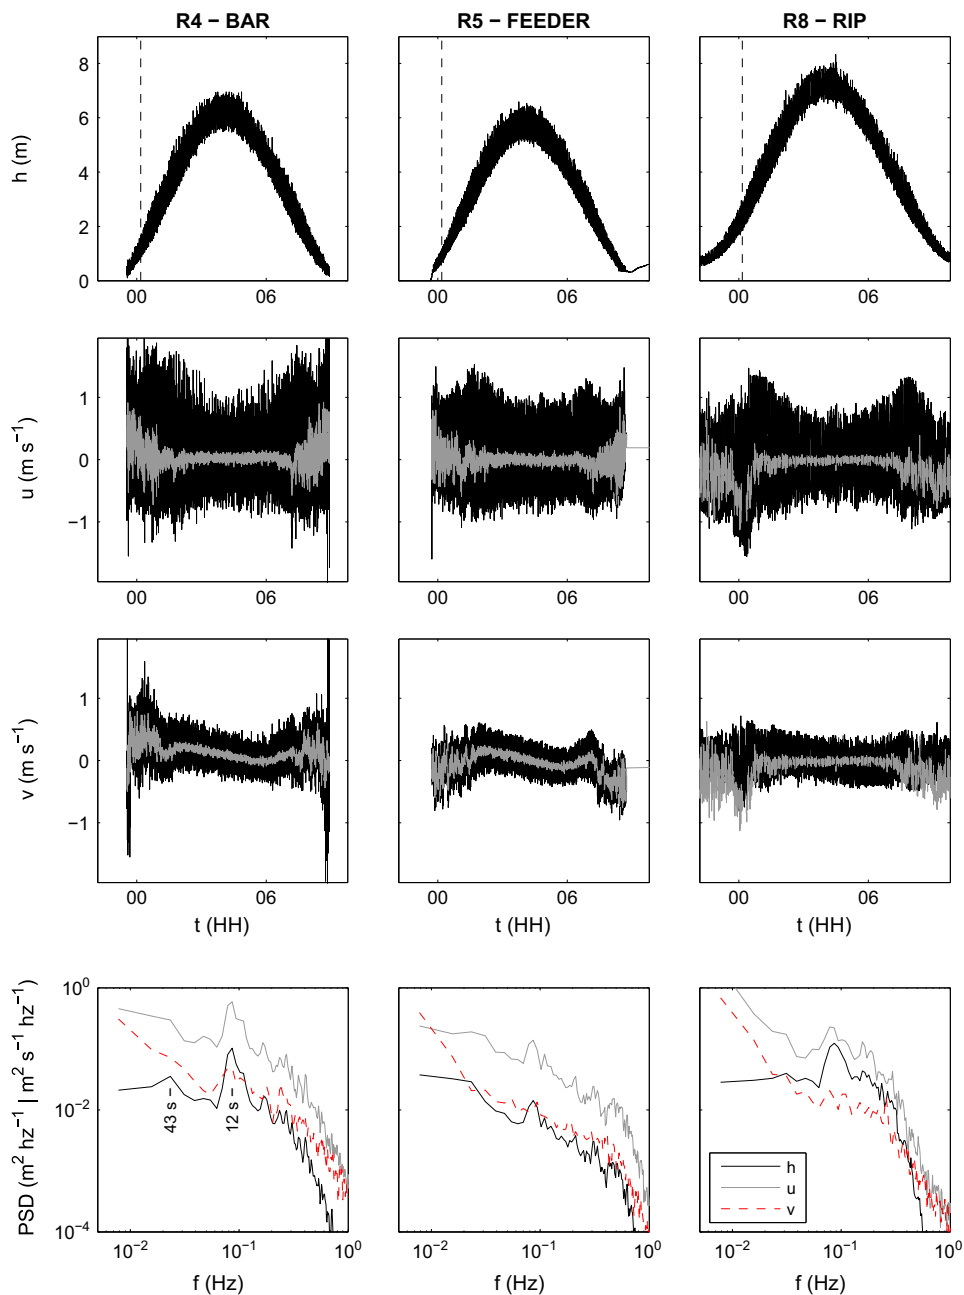 R4 − BAR
R5 − FEEDER
R8 − RIP
h (m)
8
6
4
2
0
00
06
00
06
00
06
u (m s⁻¹)
1
0
−1
00
06
00
06
00
06
v (m s⁻¹)
1
0
−1
00
06
00
06
00
06
t (HH)
t (HH)
t (HH)
PSD (m² hz⁻¹ | m² s⁻¹ hz⁻¹)
10⁰
10⁻²
10⁻⁴
43 s
12 s
h
u
v
10⁻²
10⁻¹
10⁰
10⁻²
10⁻¹
10⁰
10⁻²
10⁻¹
10⁰
f (Hz)
f (Hz)
f (Hz)